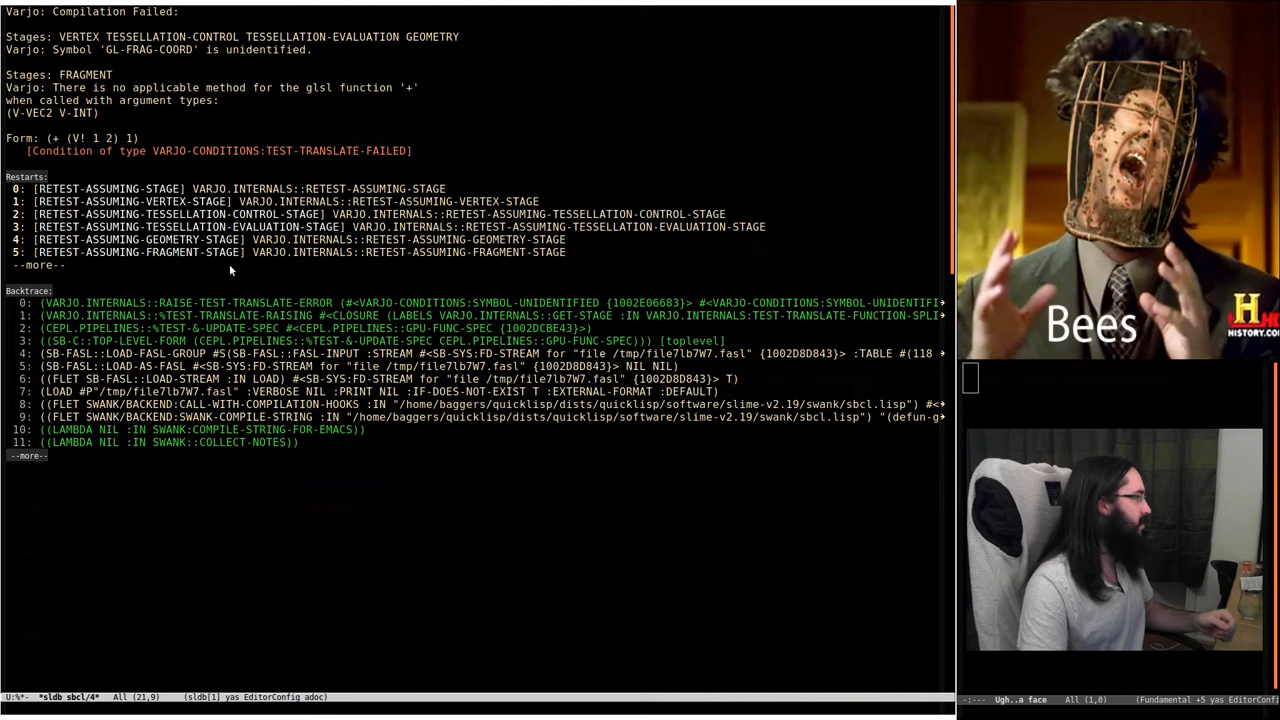 Varjo: Compilation Failed:
Stages: VERTEX TESSELLATION-CONTROL TESSELLATION-EVALUATION GEOMETRY
Varjo: Symbol 'GL-FRAG-COORD' is unidentified.
Stages: FRAGMENT
Varjo: There is no applicable method for the glsl function '+'
when called with argument types:
(V-VEC2 V-INT)
Form: (+ (V! 1 2) 1)
[Condition of type VARJO-CONDITIONS:TEST-TRANSLATE-FAILED]
Restarts:
0: [RETEST-ASSUMING-STAGE] VARJO.INTERNALS::RETEST-ASSUMING-STAGE
1: [RETEST-ASSUMING-VERTEX-STAGE] VARJO.INTERNALS::RETEST-ASSUMING-VERTEX-STAGE
2: [RETEST-ASSUMING-TESSELLATION-CONTROL-STAGE] VARJO.INTERNALS::RETEST-ASSUMING-TESSELLATION-CONTROL-STAGE
3: [RETEST-ASSUMING-TESSELLATION-EVALUATION-STAGE] VARJO.INTERNALS::RETEST-ASSUMING-TESSELLATION-EVALUATION-STAGE
4: [RETEST-ASSUMING-GEOMETRY-STAGE] VARJO.INTERNALS::RETEST-ASSUMING-GEOMETRY-STAGE
5: [RETEST-ASSUMING-FRAGMENT-STAGE] VARJO.INTERNALS::RETEST-ASSUMING-FRAGMENT-STAGE
--more--
Backtrace:
0: (VARJO.INTERNALS::RAISE-TEST-TRANSLATE-ERROR (#<VARJO-CONDITIONS:SYMBOL-UNIDENTIFIED {1002E06683}> #<VARJO-CONDITIONS:SYMBOL-UNIDENTIFI
1: (VARJO.INTERNALS::%TEST-TRANSLATE-RAISING #<CLOSURE (LABELS VARJO.INTERNALS::GET-STAGE :IN VARJO.INTERNALS:TEST-TRANSLATE-FUNCTION-SPLI
2: (CEPL.PIPELINES::%TEST-&-UPDATE-SPEC #<CEPL.PIPELINES::GPU-FUNC-SPEC {1002DCBE43}>)
3: ((SB-C::TOP-LEVEL-FORM (CEPL.PIPELINES::%TEST-&-UPDATE-SPEC CEPL.PIPELINES::GPU-FUNC-SPEC))) [toplevel]
4: (SB-FASL::LOAD-FASL-GROUP #S(SB-FASL::FASL-INPUT :STREAM #<SB-SYS:FD-STREAM for "file /tmp/file7lb7W7.fasl" {1002D8D843}> :TABLE #(118
5: (SB-FASL::LOAD-AS-FASL #<SB-SYS:FD-STREAM for "file /tmp/file7lb7W7.fasl" {1002D8D843}> NIL NIL)
6: ((FLET SB-FASL::LOAD-STREAM :IN LOAD) #<SB-SYS:FD-STREAM for "file /tmp/file7lb7W7.fasl" {1002D8D843}> T)
7: (LOAD #P"/tmp/file7lb7W7.fasl" :VERBOSE NIL :PRINT NIL :IF-DOES-NOT-EXIST T :EXTERNAL-FORMAT :DEFAULT)
8: ((FLET SWANK/BACKEND:CALL-WITH-COMPILATION-HOOKS :IN "/home/baggers/quicklisp/dists/quicklisp/software/slime-v2.19/swank/sbcl.lisp") #<
9: ((FLET SWANK/BACKEND:SWANK-COMPILE-STRING :IN "/home/baggers/quicklisp/dists/quicklisp/software/slime-v2.19/swank/sbcl.lisp") "(defun-g
10: ((LAMBDA NIL :IN SWANK:COMPILE-STRING-FOR-EMACS))
11: ((LAMBDA NIL :IN SWANK::COLLECT-NOTES))
--more--
U:%*- *sldb sbcl/4* All (21,9) (sldb[1] yas EditorConfig adoc)
Bees
H
HISTORY.COM
-:--- Ugh..a face All (1,0) (Fundamental +5 yas EditorConfi